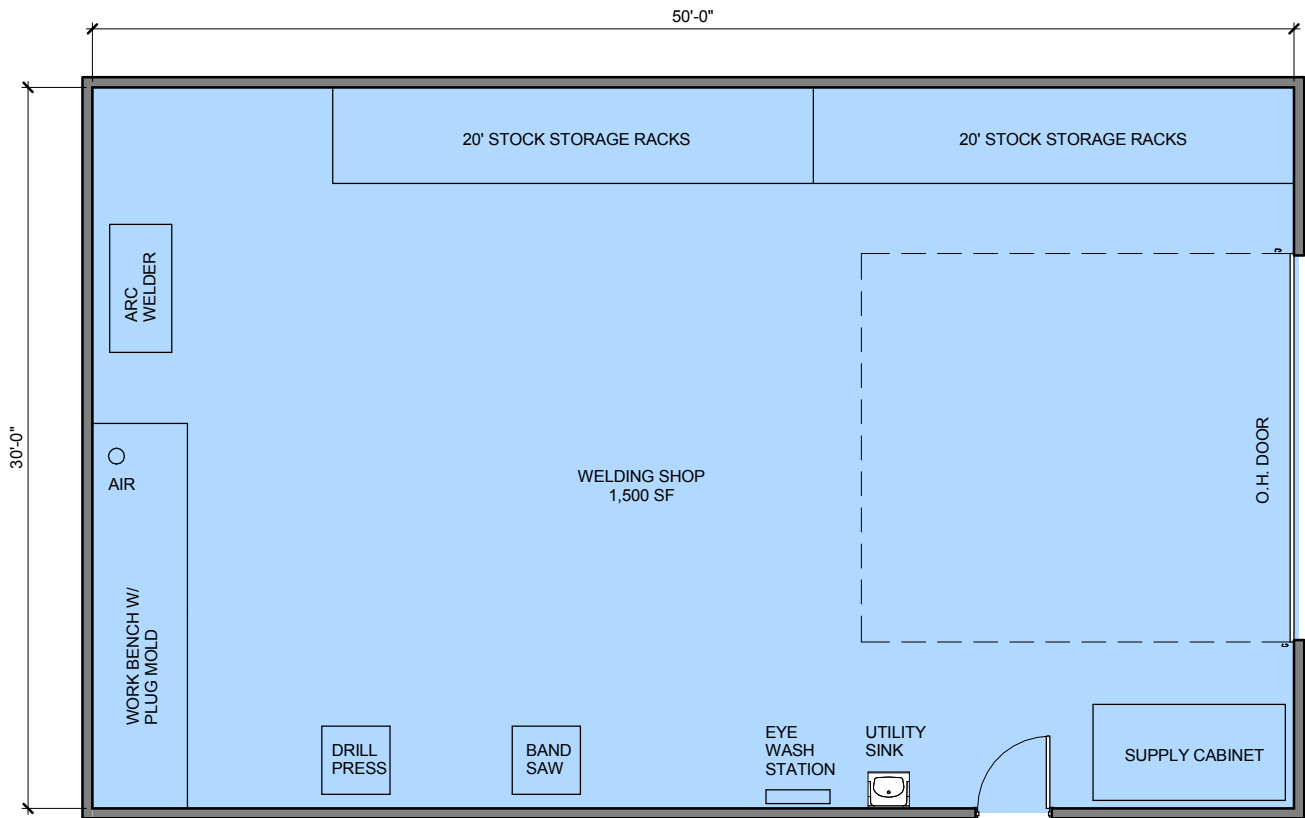 50'-0"
20' STOCK STORAGE RACKS
20' STOCK STORAGE RACKS
ARC
WELDER
30'-0"
AIR
WORK BENCH W/
PLUG MOLD
WELDING SHOP
1,500 SF
O.H. DOOR
DRILL
PRESS
BAND
SAW
EYE
WASH
STATION
UTILITY
SINK
SUPPLY CABINET